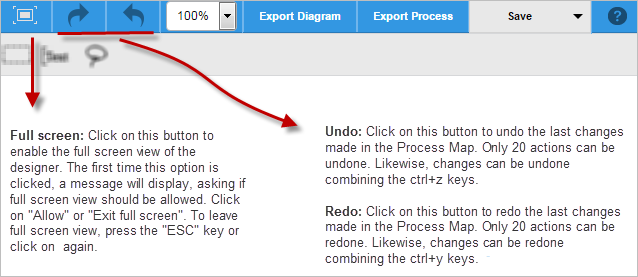 100%
Export Diagram
Export Process
Save
?
Full screen: Click on this button to
enable the full screen view of the
designer. The first time this option is
clicked, a message will display, asking if
full screen view should be allowed. Click
on "Allow" or "Exit full screen". To leave
full screen view, press the "ESC" key or
click on again.
Undo: Click on this button to undo the last changes
made in the Process Map. Only 20 actions can be
undone. Likewise, changes can be undone
combining the ctrl+z keys.
Redo: Click on this button to redo the last changes
made in the Process Map. Only 20 actions can be
redone. Likewise, changes can be redone
combining the ctrl+y keys.